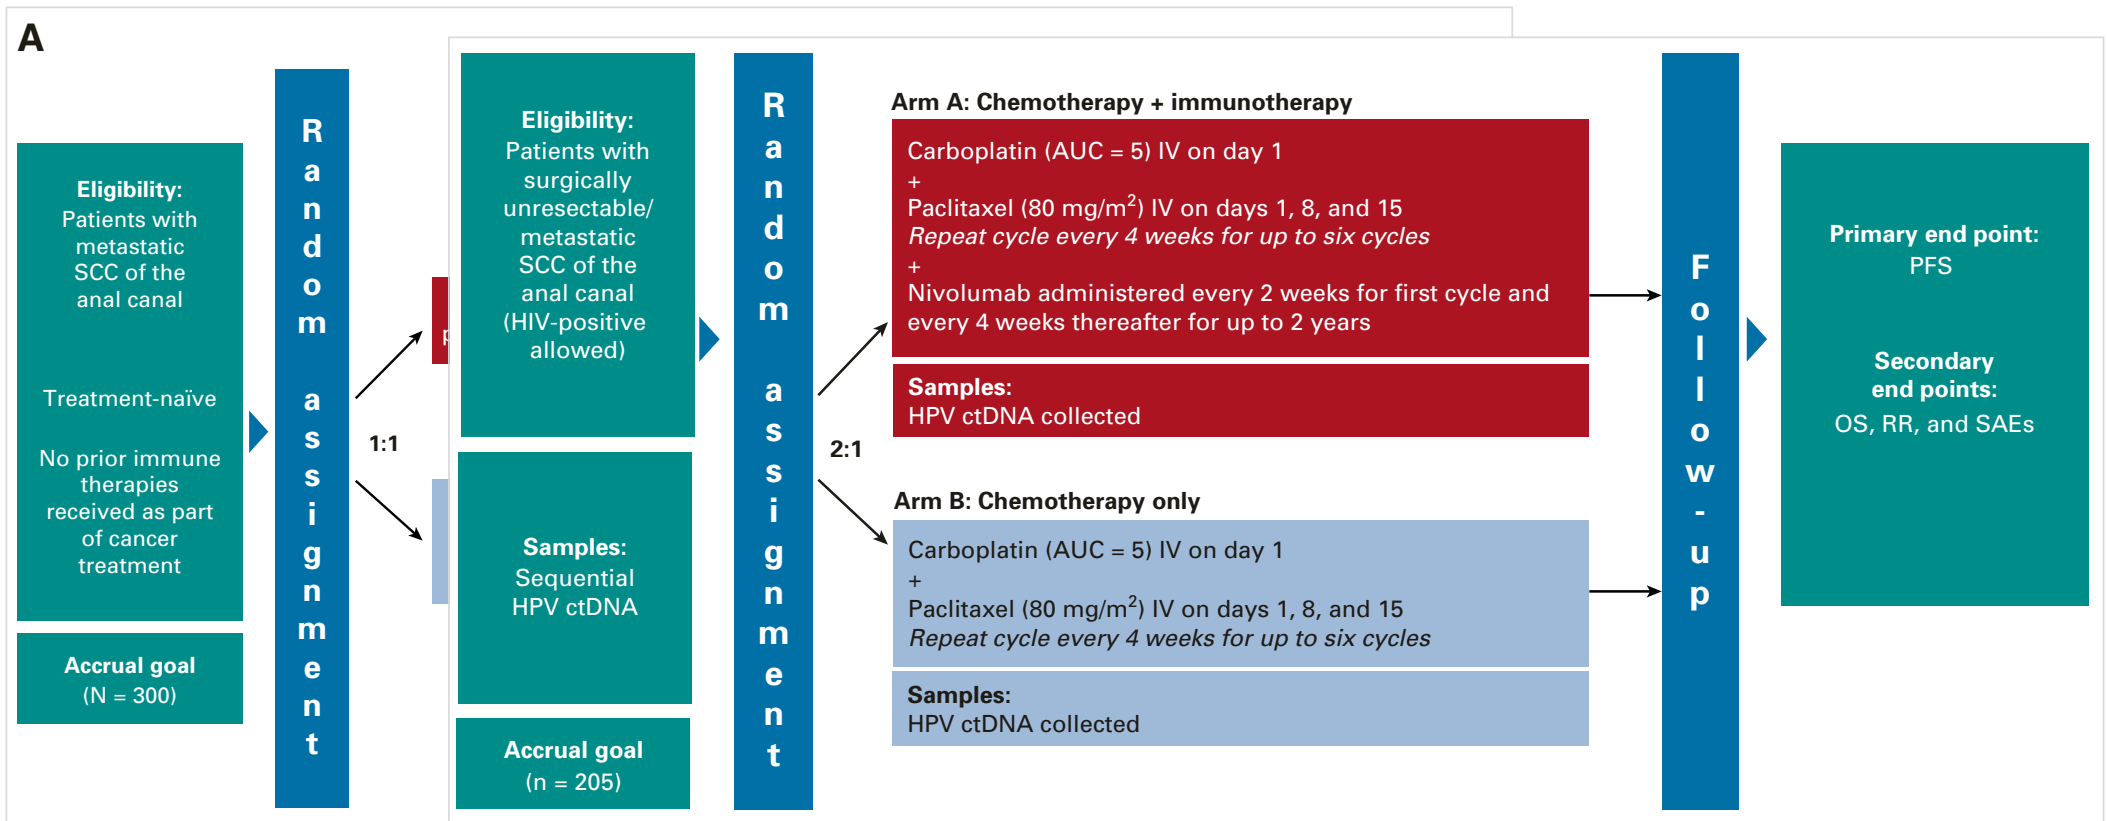 A
Eligibility:
Patients with
metastatic
SCC of the
anal canal
Treatment-naïve
No prior immune
therapies
received as part
of cancer
treatment
Accrual goal
(N = 300)
Random assignment
1:1
Eligibility:
Patients with
surgically
unresectable/
metastatic
SCC of the
anal canal
(HIV-positive
allowed)
Samples:
Sequential
HPV ctDNA
Accrual goal
(n = 205)
Random assignment
2:1
Arm A: Chemotherapy + immunotherapy
Carboplatin (AUC = 5) IV on day 1
+
Paclitaxel (80 mg/m²) IV on days 1, 8, and 15
Repeat cycle every 4 weeks for up to six cycles
+
Nivolumab administered every 2 weeks for first cycle and
every 4 weeks thereafter for up to 2 years
Samples:
HPV ctDNA collected
Arm B: Chemotherapy only
Carboplatin (AUC = 5) IV on day 1
+
Paclitaxel (80 mg/m²) IV on days 1, 8, and 15
Repeat cycle every 4 weeks for up to six cycles
Samples:
HPV ctDNA collected
Follow-up
Primary end point:
PFS
Secondary
end points:
OS, RR, and SAEs